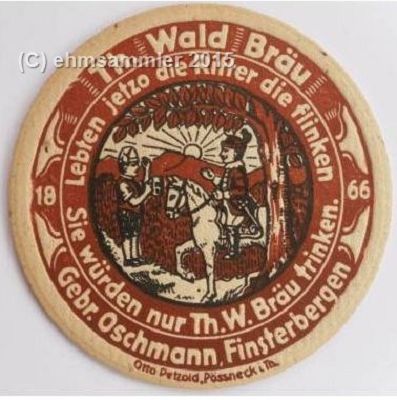 (C) ehmsammler 2015
Th. Wald Bräu
Lebten jetzo die Ritter die flinken
18 66
Sie würden nur Th.W. Bräu trinken.
Gebr. Oschmann, Finsterbergen
Otto Petzold, Pössneck i. Th.